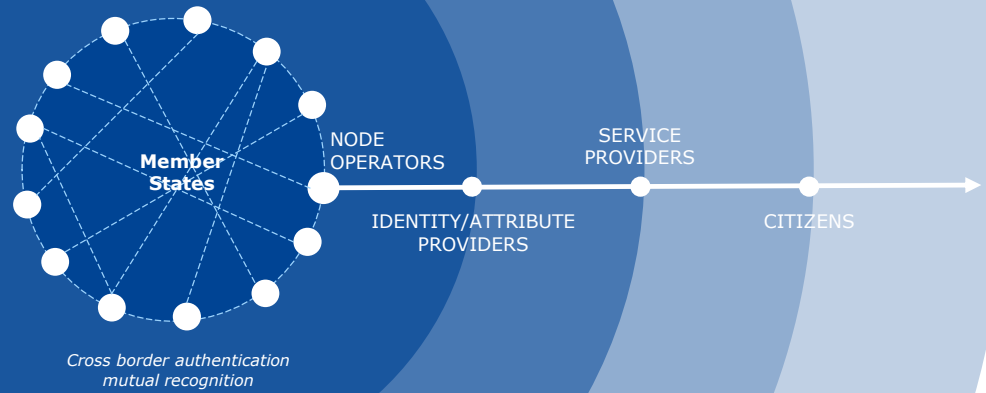 NODE
OPERATORS
SERVICE
PROVIDERS
Member
States
IDENTITY/ATTRIBUTE
PROVIDERS
CITIZENS
Cross border authentication
mutual recognition